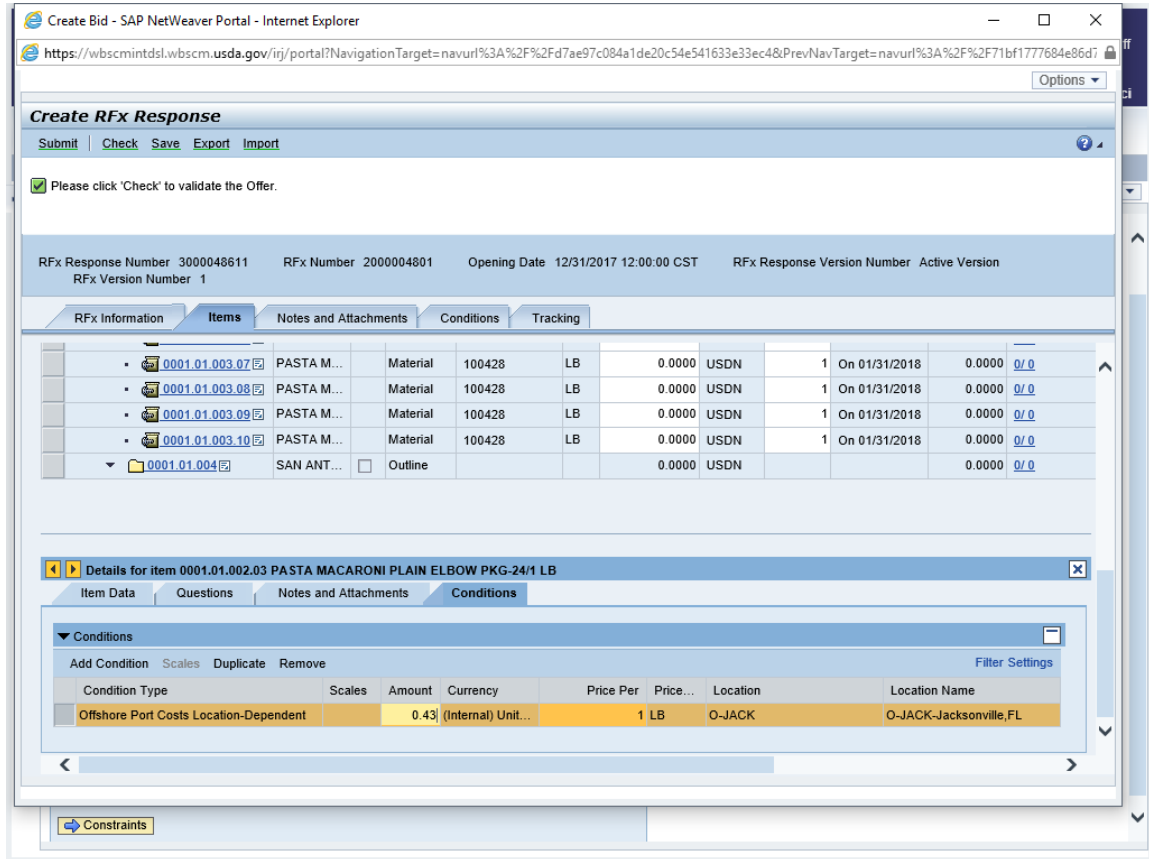 Create Bid - SAP NetWeaver Portal - Internet Explorer
https://wbscmintdsl.wbscm.usda.gov/irj/portal?NavigationTarget=navurl%3A%2F%2Fd7ae97c084a1de20c54e541633e33ec4&PrevNavTarget=navurl%3A%2F%2F71bf1777684e86d7
ff
Options
ci
Create RFx Response
Submit Check Save Export Import
Please click 'Check' to validate the Offer.
RFx Response Number 3000048611 RFx Number 2000004801 Opening Date 12/31/2017 12:00:00 CST RFx Response Version Number Active Version
RFx Version Number 1
RFx Information Items Notes and Attachments Conditions Tracking
0001.01.003.07 PASTA M... Material 100428 LB 0.0000 USDN 1 On 01/31/2018 0.0000 0/ 0
0001.01.003.08 PASTA M... Material 100428 LB 0.0000 USDN 1 On 01/31/2018 0.0000 0/ 0
0001.01.003.09 PASTA M... Material 100428 LB 0.0000 USDN 1 On 01/31/2018 0.0000 0/ 0
0001.01.003.10 PASTA M... Material 100428 LB 0.0000 USDN 1 On 01/31/2018 0.0000 0/ 0
0001.01.004 SAN ANT... Outline 0.0000 USDN 0.0000 0/ 0
Details for item 0001.01.002.03 PASTA MACARONI PLAIN ELBOW PKG-24/1 LB
Item Data Questions Notes and Attachments Conditions
Conditions
Add Condition Scales Duplicate Remove Filter Settings
Condition Type Scales Amount Currency Price Per Price... Location Location Name
Offshore Port Costs Location-Dependent 0.43 (Internal) Unit... 1 LB O-JACK O-JACK-Jacksonville,FL
Constraints